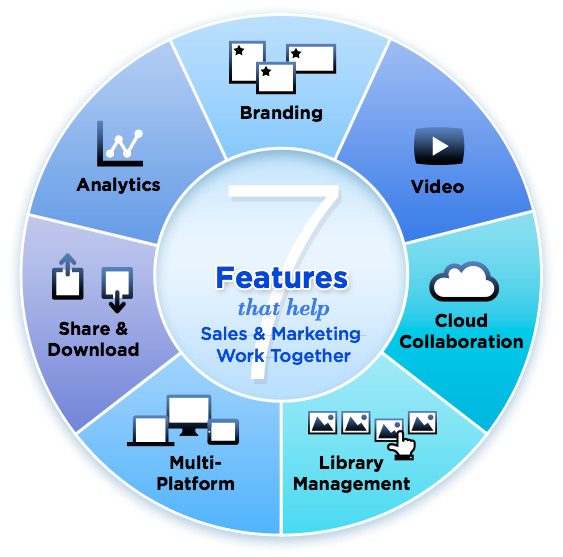 7
Features
that help
Sales & Marketing
Work Together
Branding
Video
Cloud
Collaboration
Library
Management
Multi-
Platform
Share &
Download
Analytics